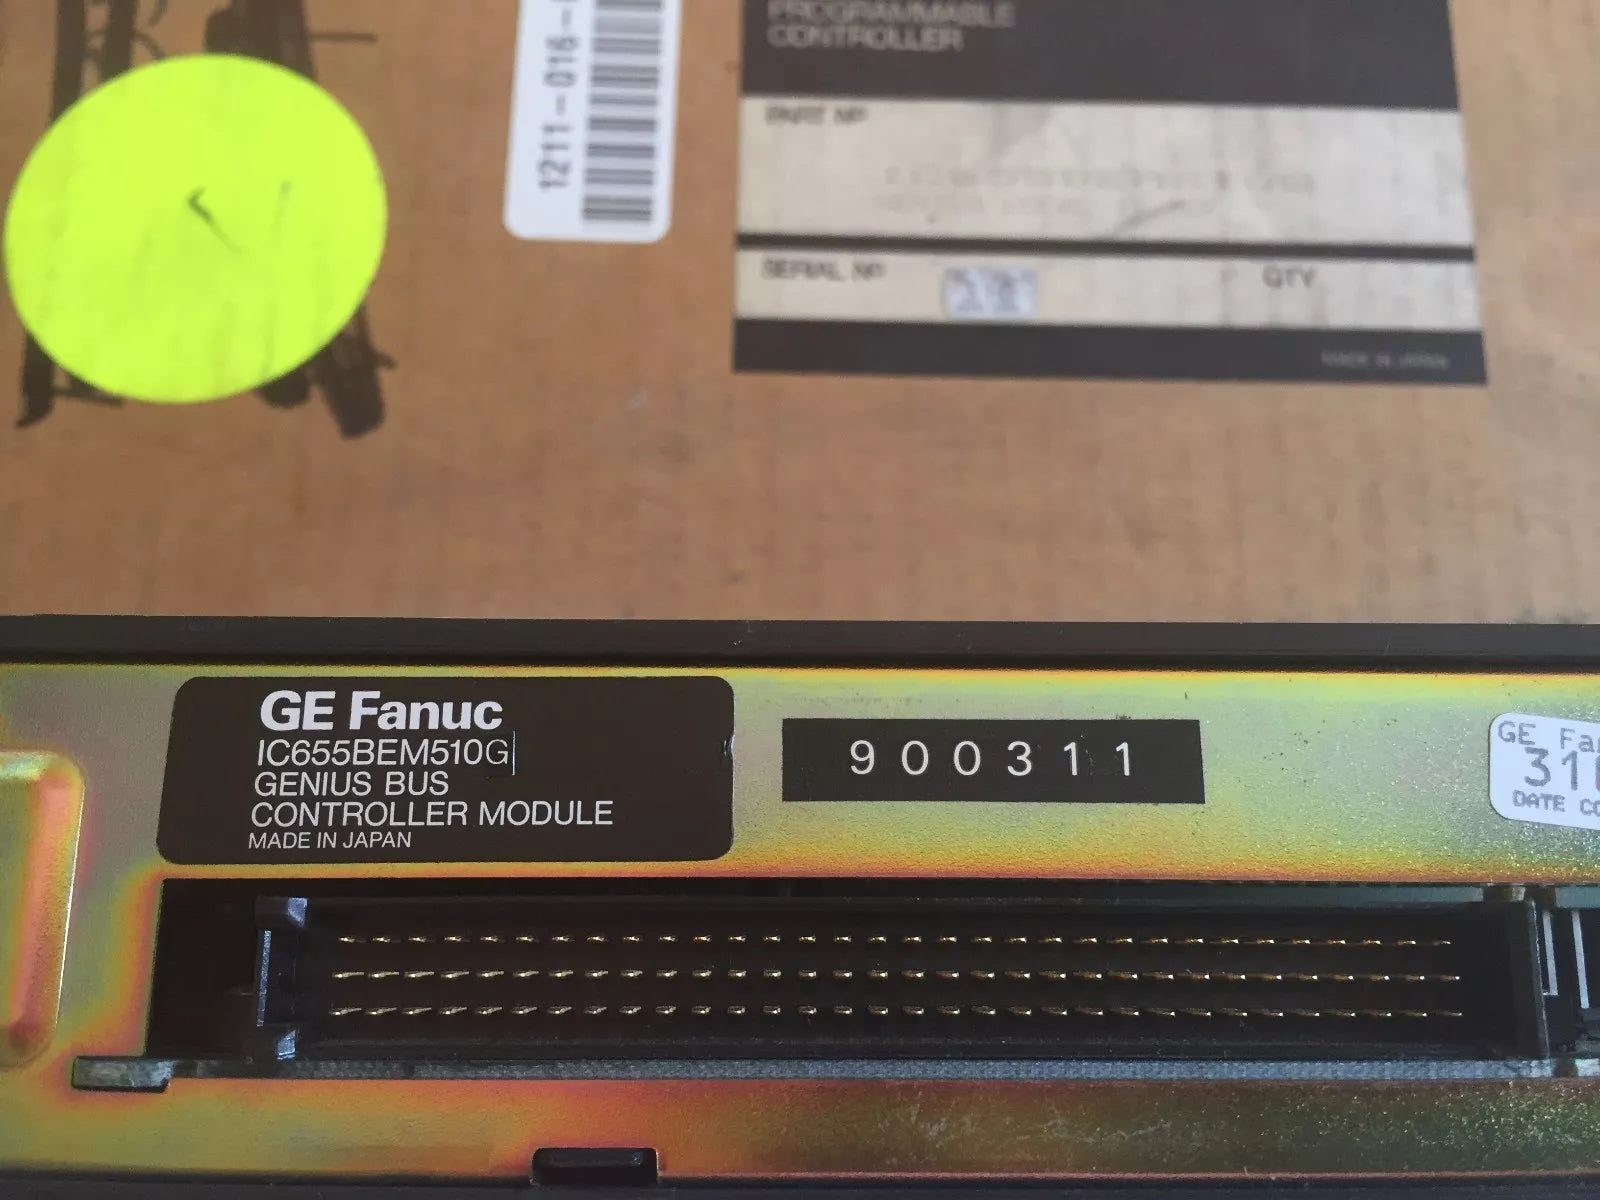 PROGRAMMABLE
CONTROLLER
1211-016-
PART Nº
SERIAL Nº
QTY
MADE IN JAPAN
GE Fanuc
IC655BEM510G
GENIUS BUS
CONTROLLER MODULE
MADE IN JAPAN
900311
GE Fa
31
DATE CO